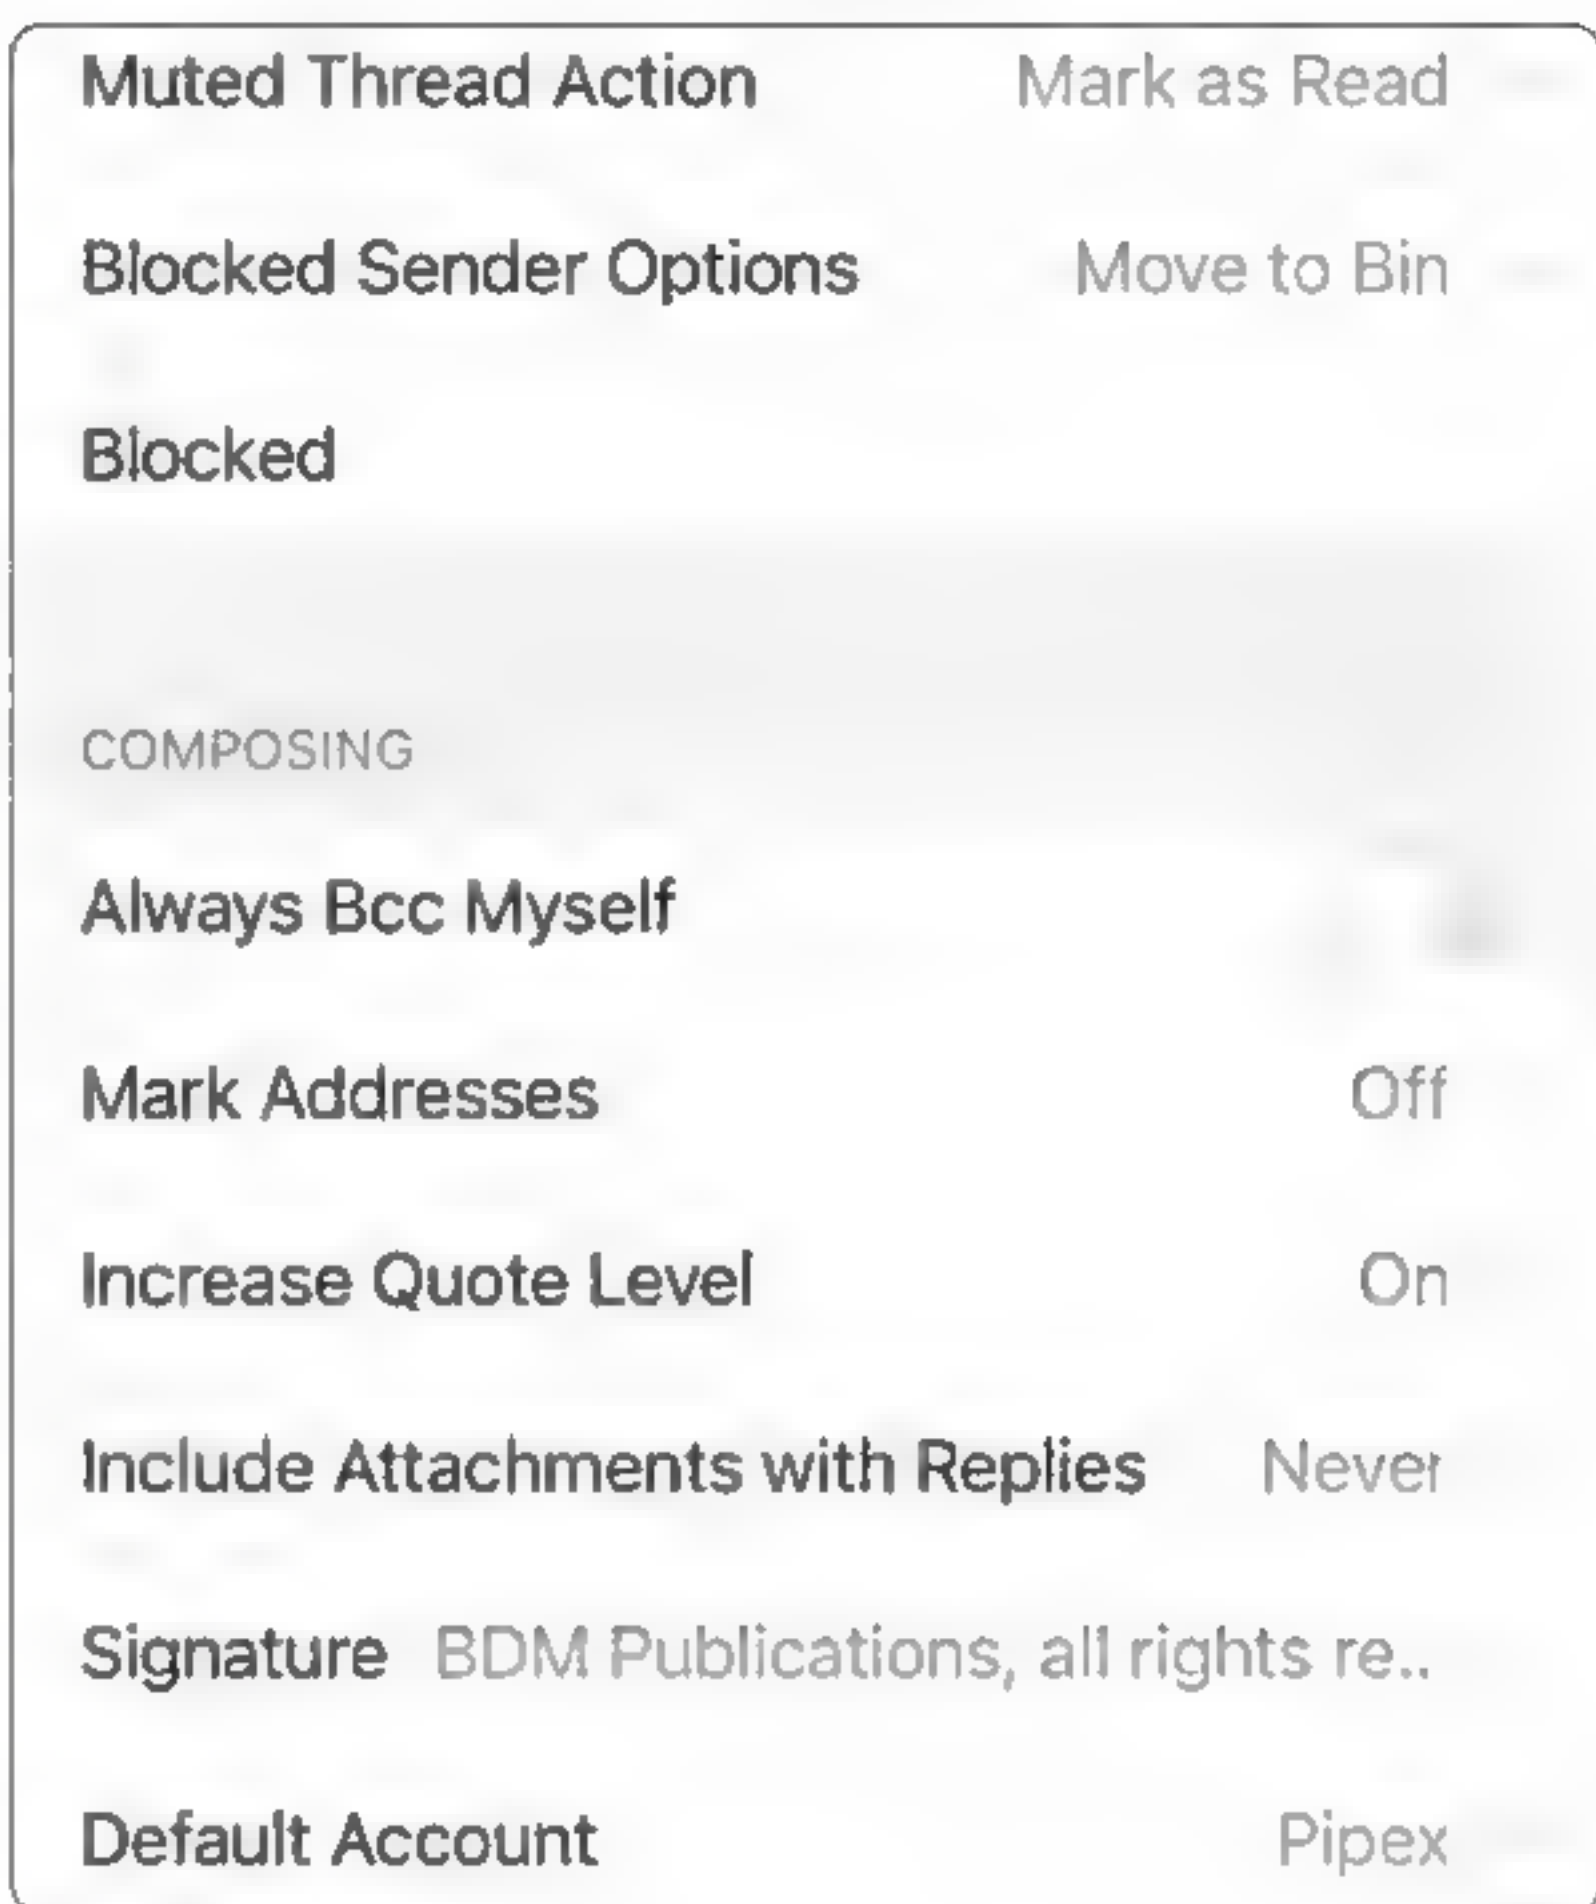 Muted Thread Action Mark as Read
Blocked Sender Options Move to Bin
Blocked
COMPOSING
Always Bcc Myself
Mark Addresses Off
Increase Quote Level On
Include Attachments with Replies Never
Signature BDM Publications, all rights re..
Default Account Pipex